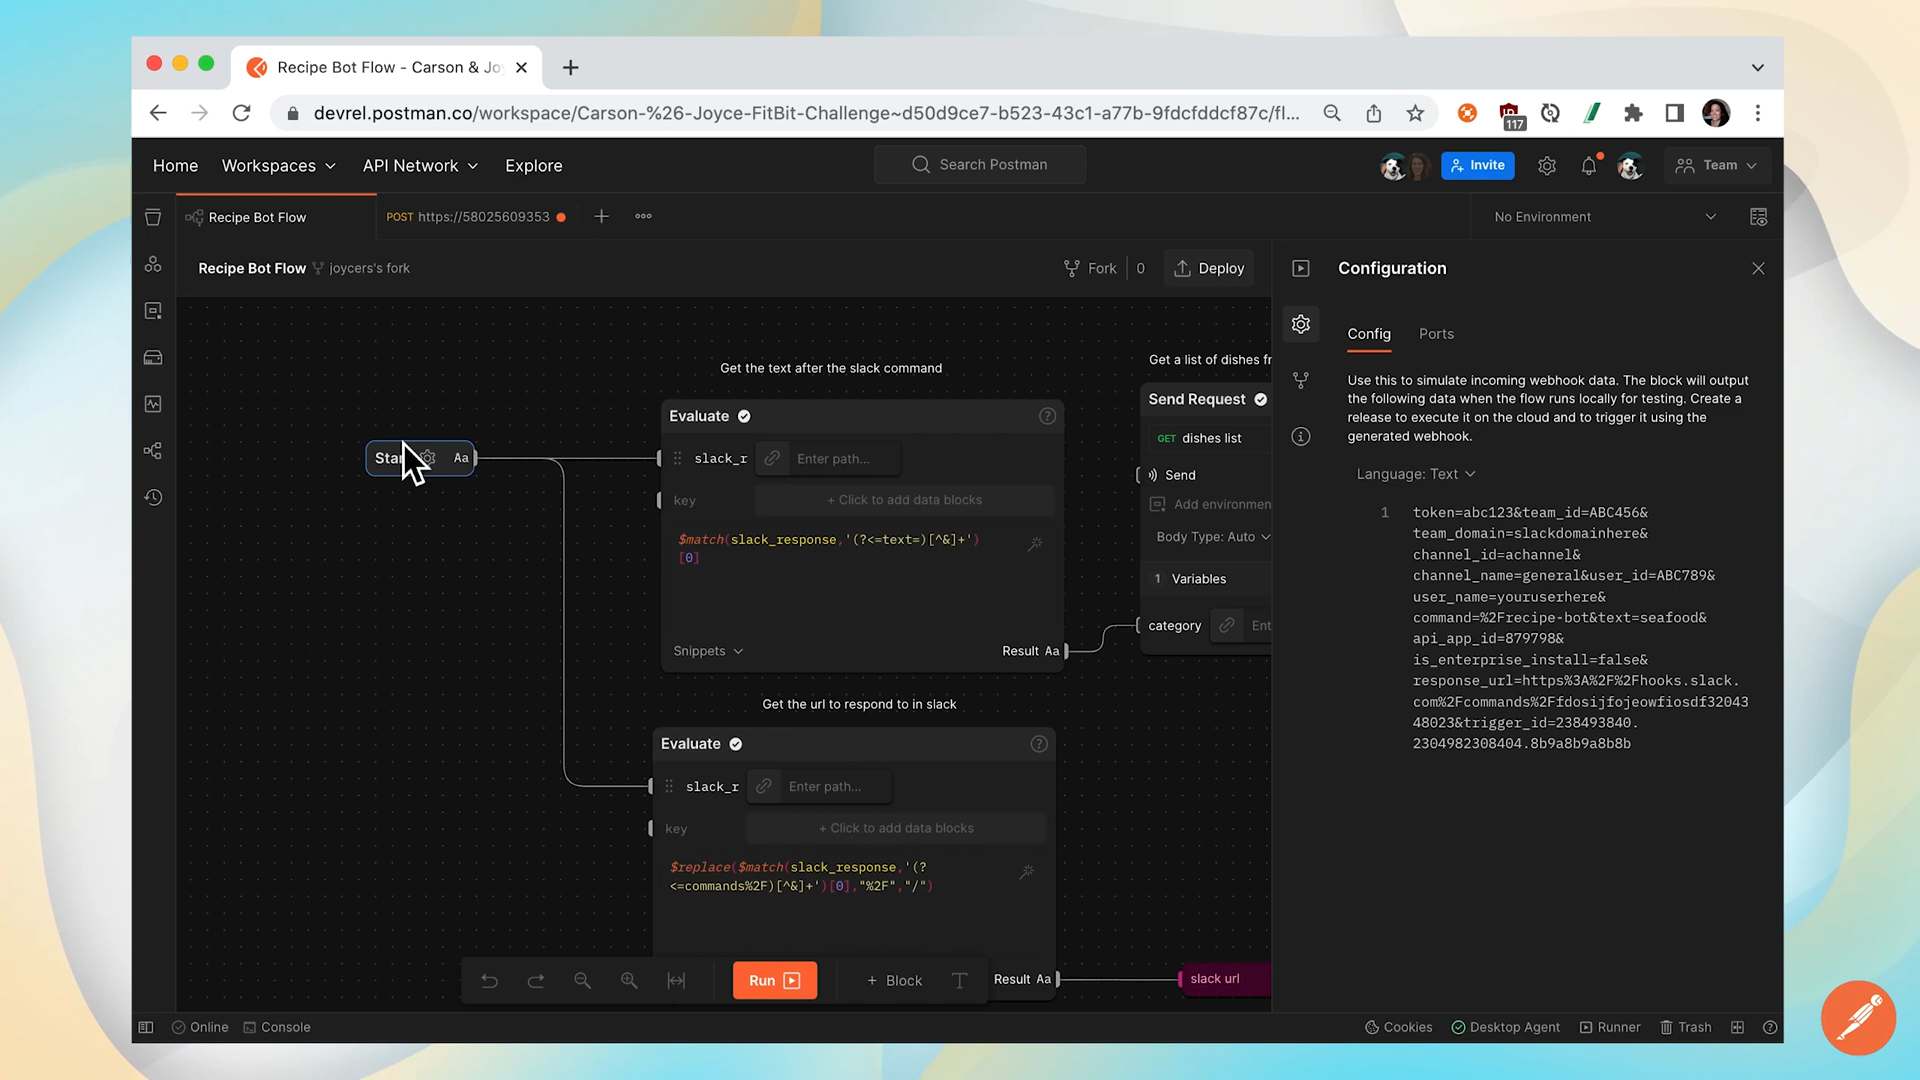 Recipe Bot Flow - Carson & Jo
devrel.postman.co/workspace/Carson-%26-Joyce-FitBit-Challenge~d50d9ce7-b523-43c1-a77b-9fdcfddcf87c/fl...
117
Home Workspaces API Network Explore
Search Postman
Invite
Team
Recipe Bot Flow
POST https://58025609353
No Environment
Recipe Bot Flow joycers's fork
Fork 0 Deploy
Configuration
Config Ports
Use this to simulate incoming webhook data. The block will output
the following data when the flow runs locally for testing. Create a
release to execute it on the cloud and to trigger it using the
generated webhook.
Language: Text
1 token=abc123&team_id=ABC456&
team_domain=slackdomainhere&
channel_id=achannel&
channel_name=general&user_id=ABC789&
user_name=youruserhere&
command=%2Frecipe-bot&text=seafood&
api_app_id=879798&
is_enterprise_install=false&
response_url=https%3A%2F%2Fhooks.slack.
com%2Fcommands%2Ffdosijfojeowfiosdf32043
48023&trigger_id=238493840.
2304982308404.8b9a8b9a8b8b
Star Aa
Get the text after the slack command
Evaluate
slack_r Enter path...
key + Click to add data blocks
$match(slack_response,'(?<=text=)[^&]+')
[0]
Snippets Result Aa
Get a list of dishes fr
Send Request
GET dishes list
Send
Add environmen
Body Type: Auto
1 Variables
category Ent
Get the url to respond to in slack
Evaluate
slack_r Enter path...
key + Click to add data blocks
$replace($match(slack_response,'(?
<=commands%2F)[^&]+')[0],"%2F","/")
Result Aa
slack url
Run + Block T
Online Console
Cookies Desktop Agent Runner Trash